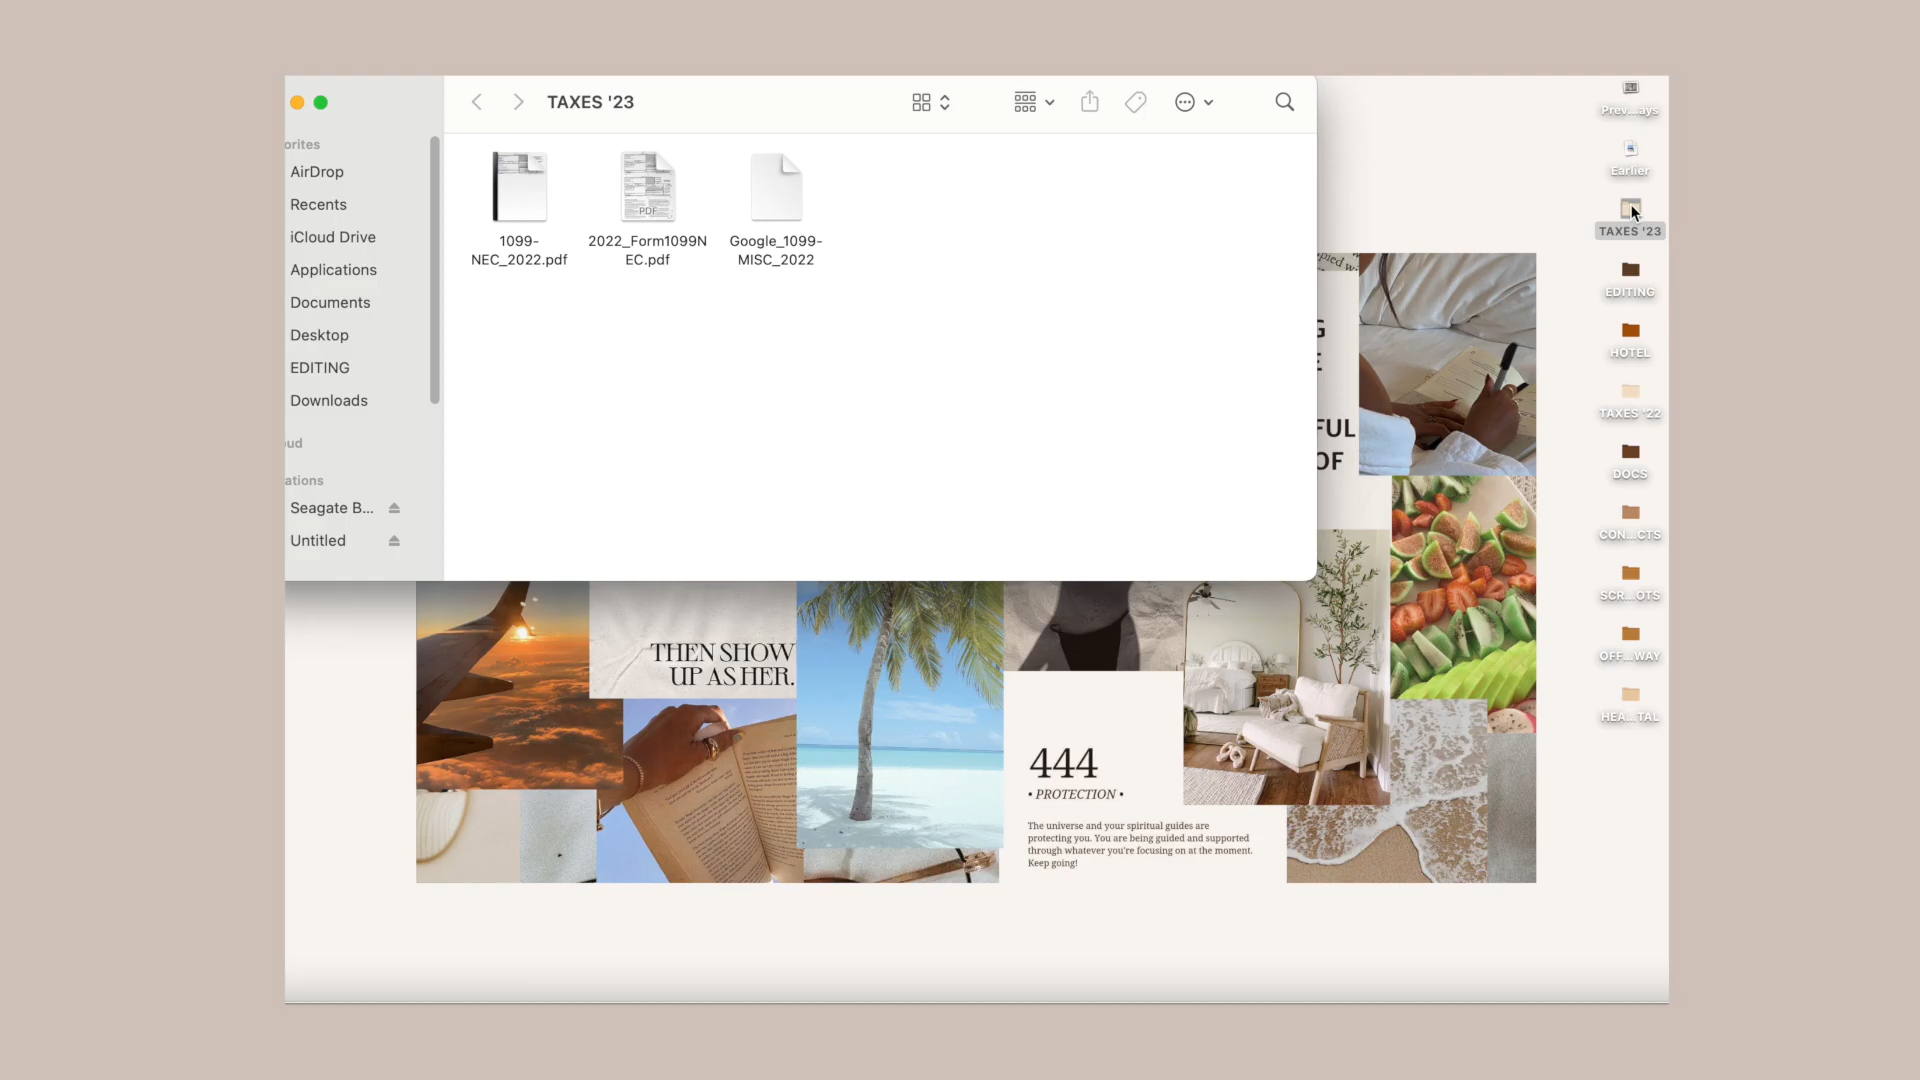 TAXES '23
orites
AirDrop
Recents
iCloud Drive
Applications
Documents
Desktop
EDITING
Downloads
oud
ations
Seagate B...
Untitled
1099-
NEC_2022.pdf
PDF
2022_Form1099N
EC.pdf
Google_1099-
MISC_2022
Prev...ays
Earlier
TAXES '23
EDITING
HOTEL
TAXES '22
DOCS
CON...CTS
SCR...OTS
OFF...WAY
HEA...TAL
pied w
G
E
FUL
OF
THEN SHOW
UP AS HER.
444
• PROTECTION •
The universe and your spiritual guides are
protecting you. You are being guided and supported
through whatever you're focusing on at the moment.
Keep going!